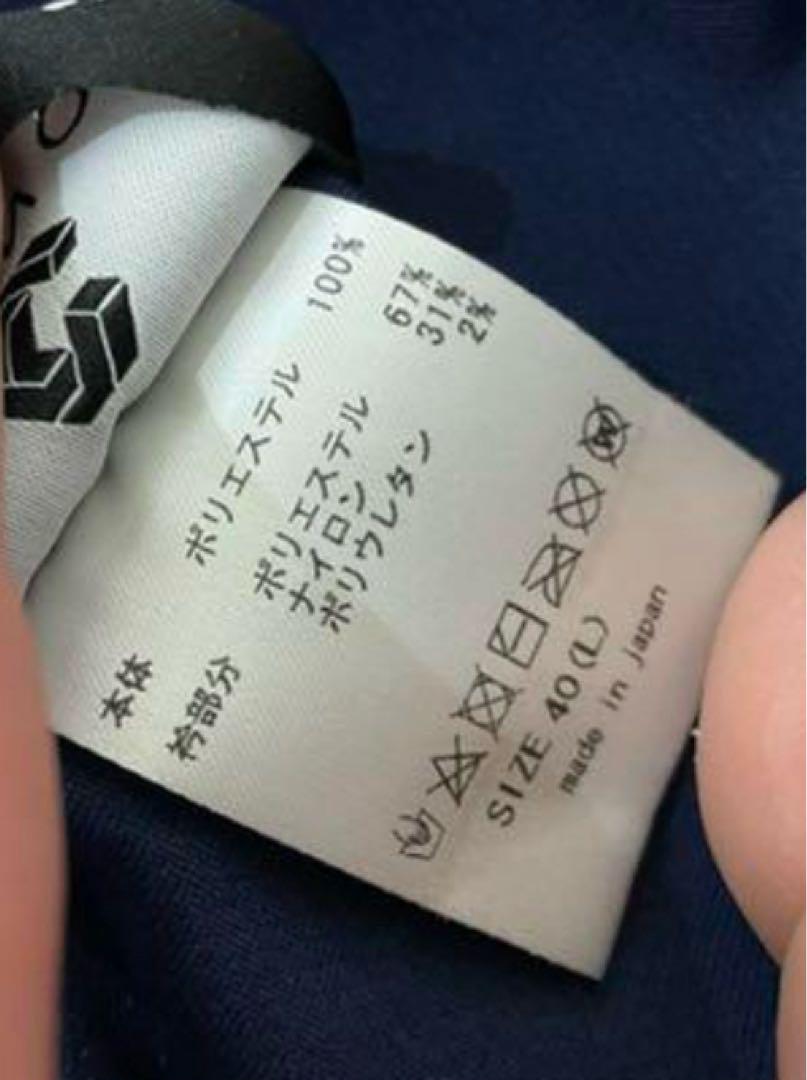 本体 ポリエステル 100%
衿部分 ポリエステル 67%
ナイロン 31%
ポリウレタン 2%
SIZE 40(L)
made in japan